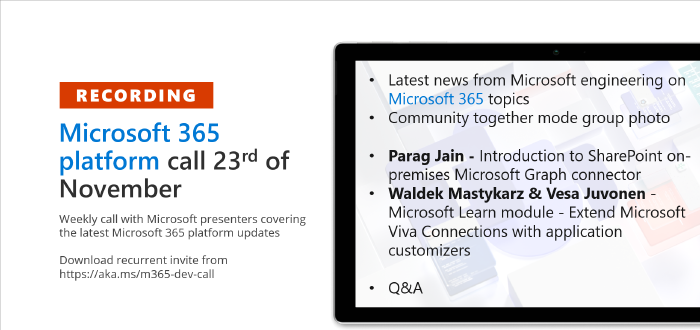 RECORDING
Microsoft 365
platform call 23rd of
November
Weekly call with Microsoft presenters covering
the latest Microsoft 365 platform updates
Download recurrent invite from
https://aka.ms/m365-dev-call
• Latest news from Microsoft engineering on
Microsoft 365 topics
• Community together mode group photo
• Parag Jain - Introduction to SharePoint on-
premises Microsoft Graph connector
• Waldek Mastykarz & Vesa Juvonen -
Microsoft Learn module - Extend Microsoft
Viva Connections with application
customizers
• Q&A